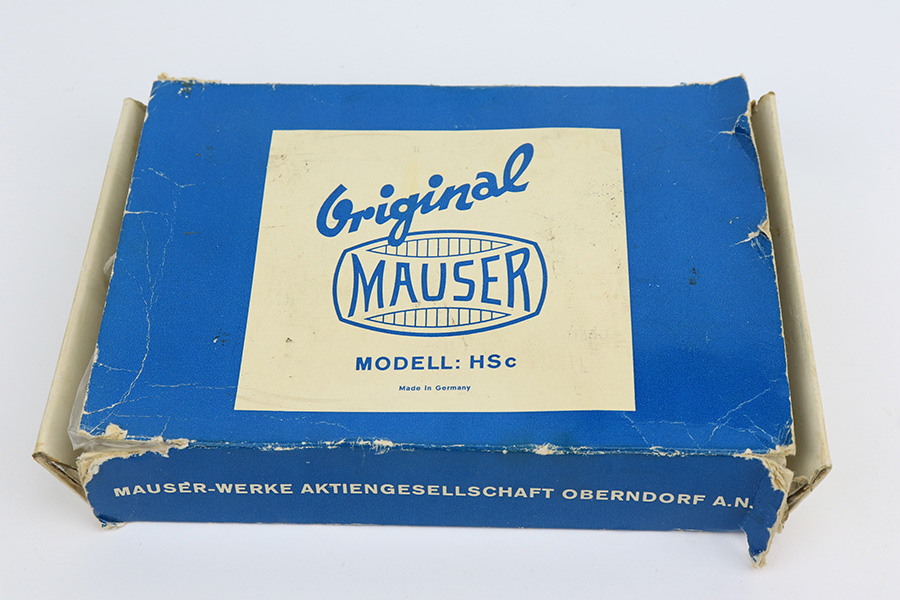 Original
MAUSER
MODELL: HSc
Made In Germany
MAUSER-WERKE AKTIENGESELLSCHAFT OBERNDORF A.N.